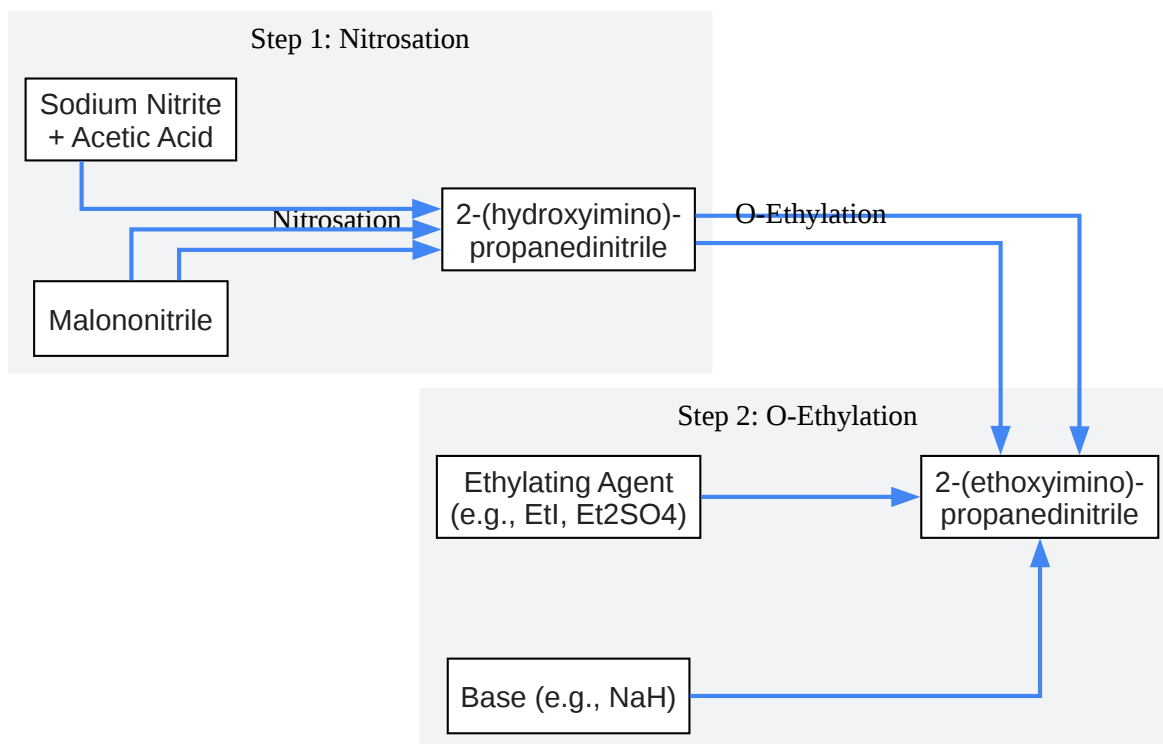 Step 1: Nitrosation
Sodium Nitrite
+ Acetic Acid
Nitrosation
2-(hydroxyimino)-
propanedinitrile
O-Ethylation
Malononitrile
Step 2: O-Ethylation
Ethylating Agent
(e.g., EtI, Et2SO4)
2-(ethoxyimino)-
propanedinitrile
Base (e.g., NaH)